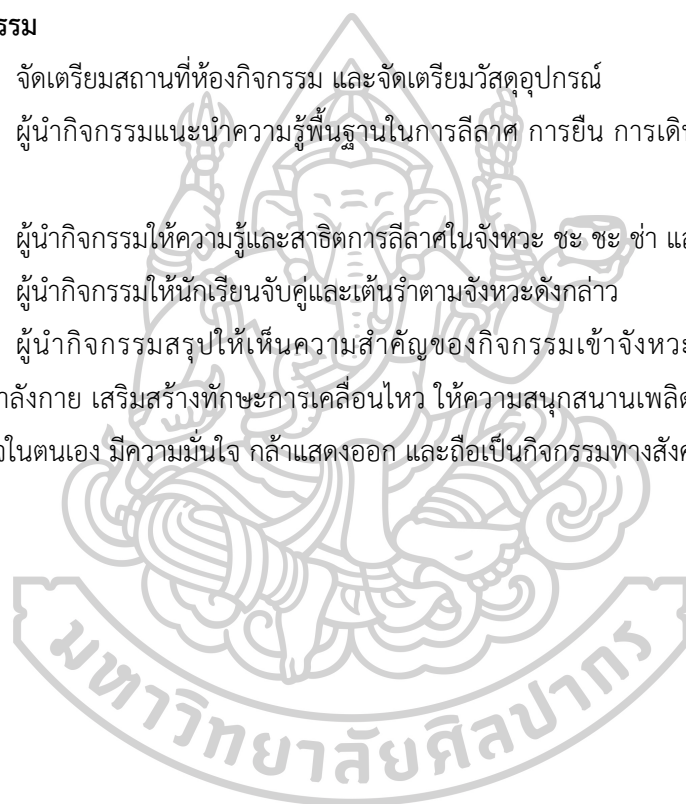 รรม
จัดเตรียมสถานที่ห้องกิจกรรม และจัดเตรียมวัสดุอุปกรณ์
ผู้นำกิจกรรมแนะนำความรู้พื้นฐานในการลีลาศ การยืน การเดิน
ผู้นำกิจกรรมให้ความรู้และสาธิตการลีลาศในจังหวะ ชะ ชะ ช่า แล
ผู้นำกิจกรรมให้นักเรียนจับคู่และเต้นรำตามจังหวะดังกล่าว
ผู้นำกิจกรรมสรุปให้เห็นความสำคัญของกิจกรรมเข้าจังหวะ
าลังกาย เสริมสร้างทักษะการเคลื่อนไหว ให้ความสนุกสนานเพลิด
จในตนเอง มีความมั่นใจ กล้าแสดงออก และถือเป็นกิจกรรมทางสังค
มหาวิทยาลัยศิลปากร